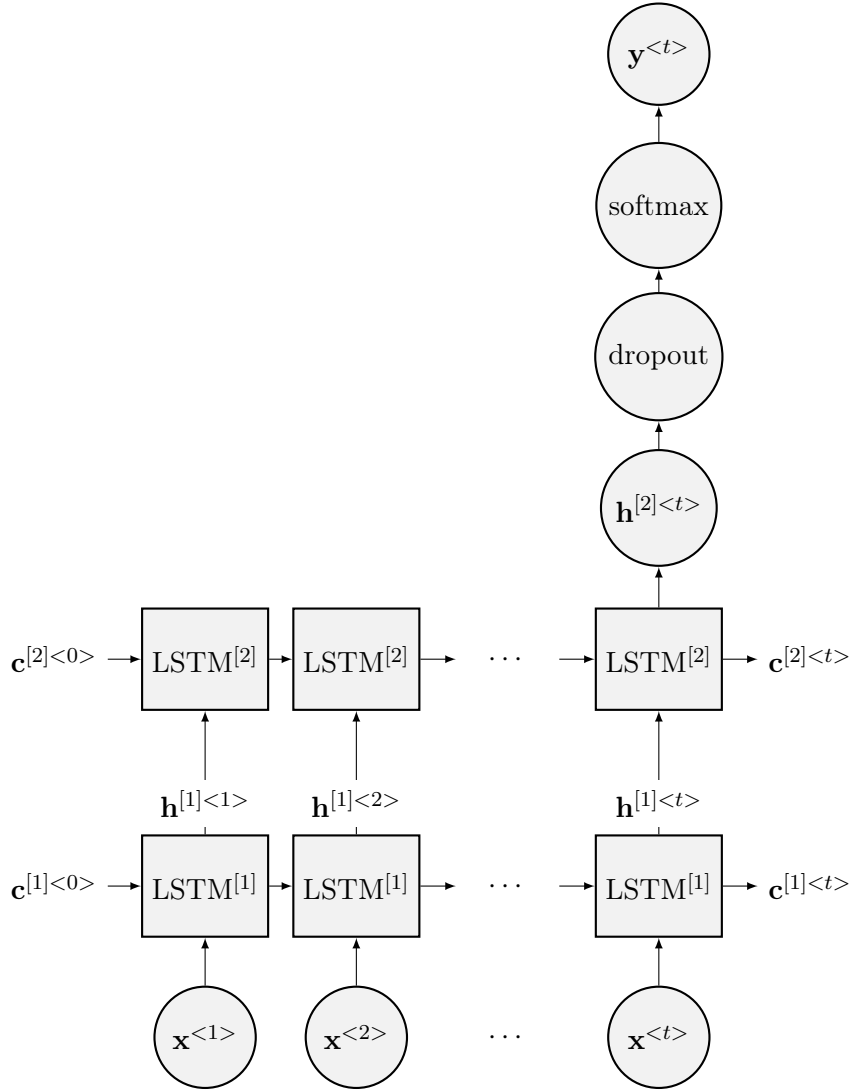 y^{<t>}
softmax
dropout
h^{[2]<t>}
c^{[2]<0>} LSTM^{[2]} LSTM^{[2]} ··· LSTM^{[2]} c^{[2]<t>}
h^{[1]<1>} h^{[1]<2>} h^{[1]<t>}
c^{[1]<0>} LSTM^{[1]} LSTM^{[1]} ··· LSTM^{[1]} c^{[1]<t>}
x^{<1>} x^{<2>} ··· x^{<t>}